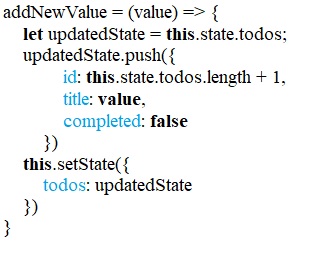 addNewValue = (value) => {
let updatedState = this.state.todos;
updatedState.push({
id: this.state.todos.length + 1,
title: value,
completed: false
})
this.setState({
todos: updatedState
})
}